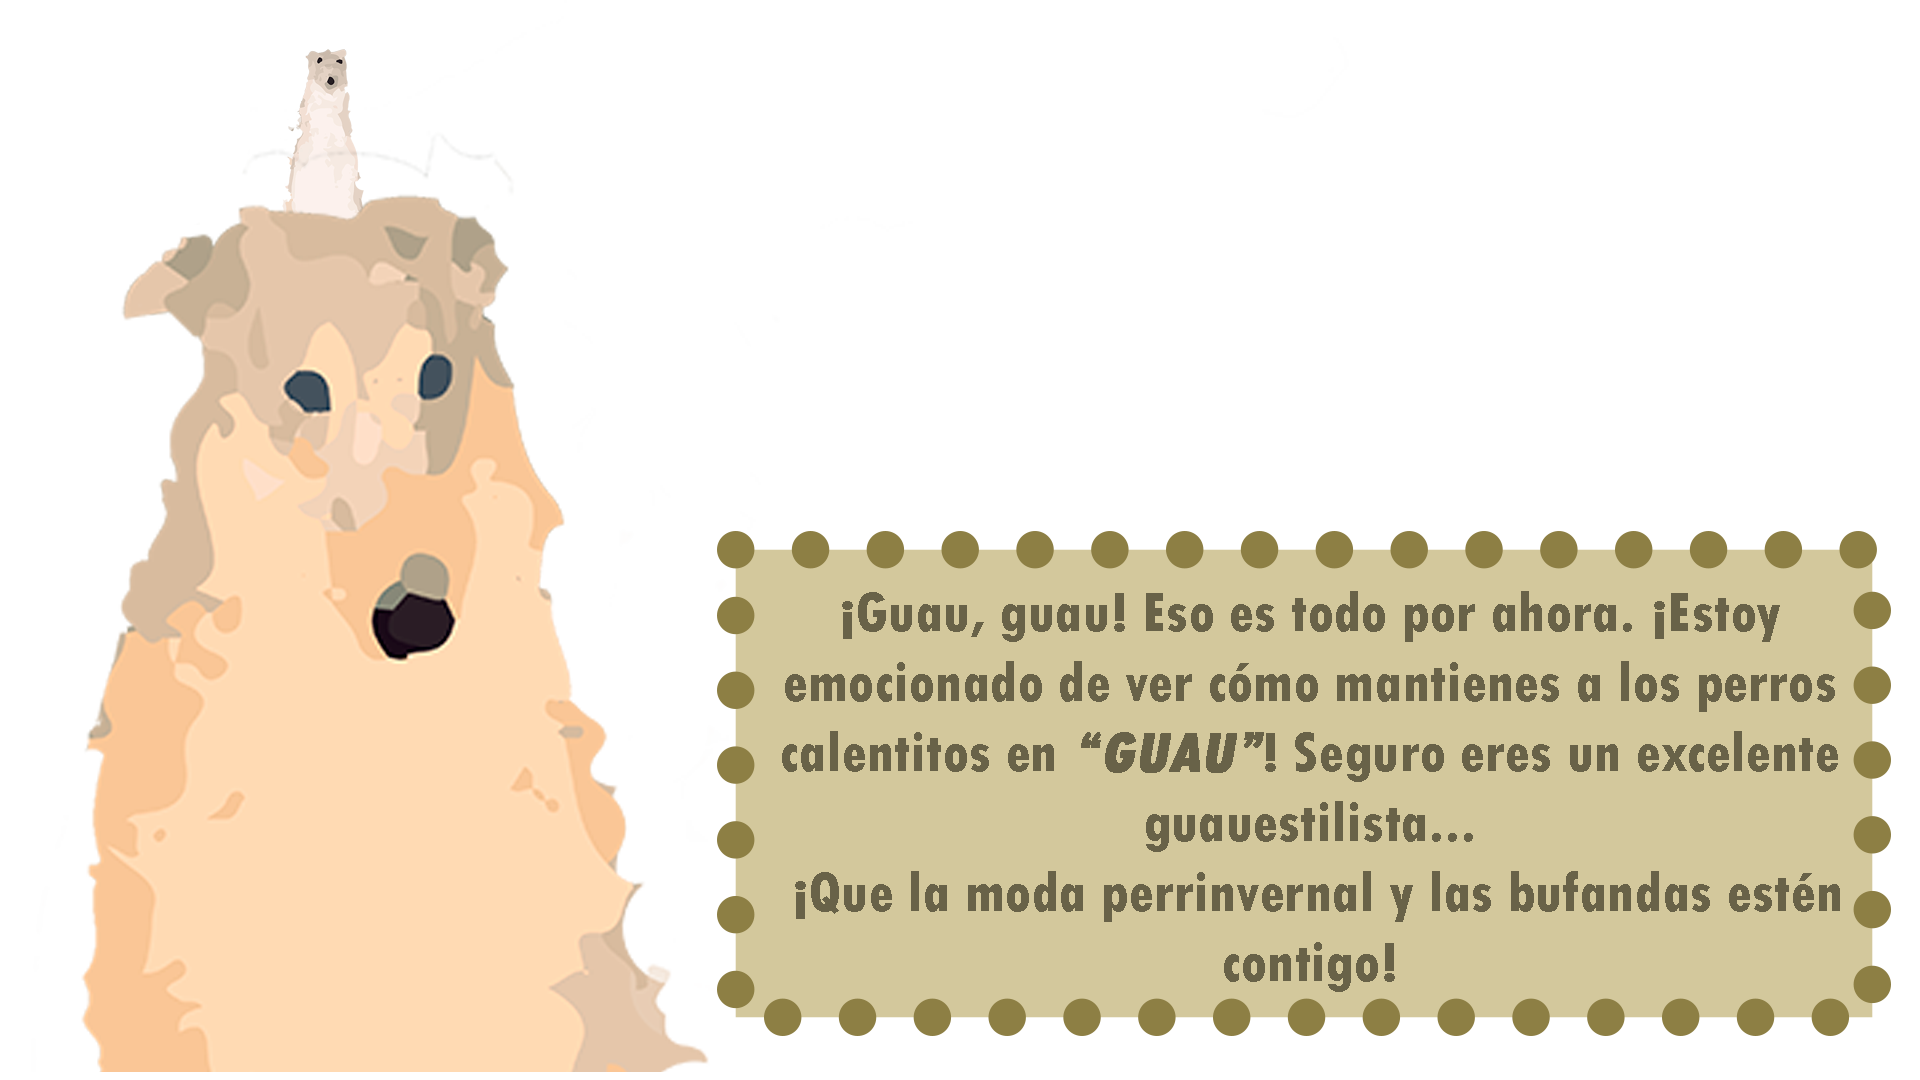 ¡Guau, guau! Eso es todo por ahora. ¡Estoy
emocionado de ver cómo mantienes a los perros
calentitos en “GUAU”! Seguro eres un excelente
guauestilista...
¡Que la moda perrinvernal y las bufandas estén
contigo!